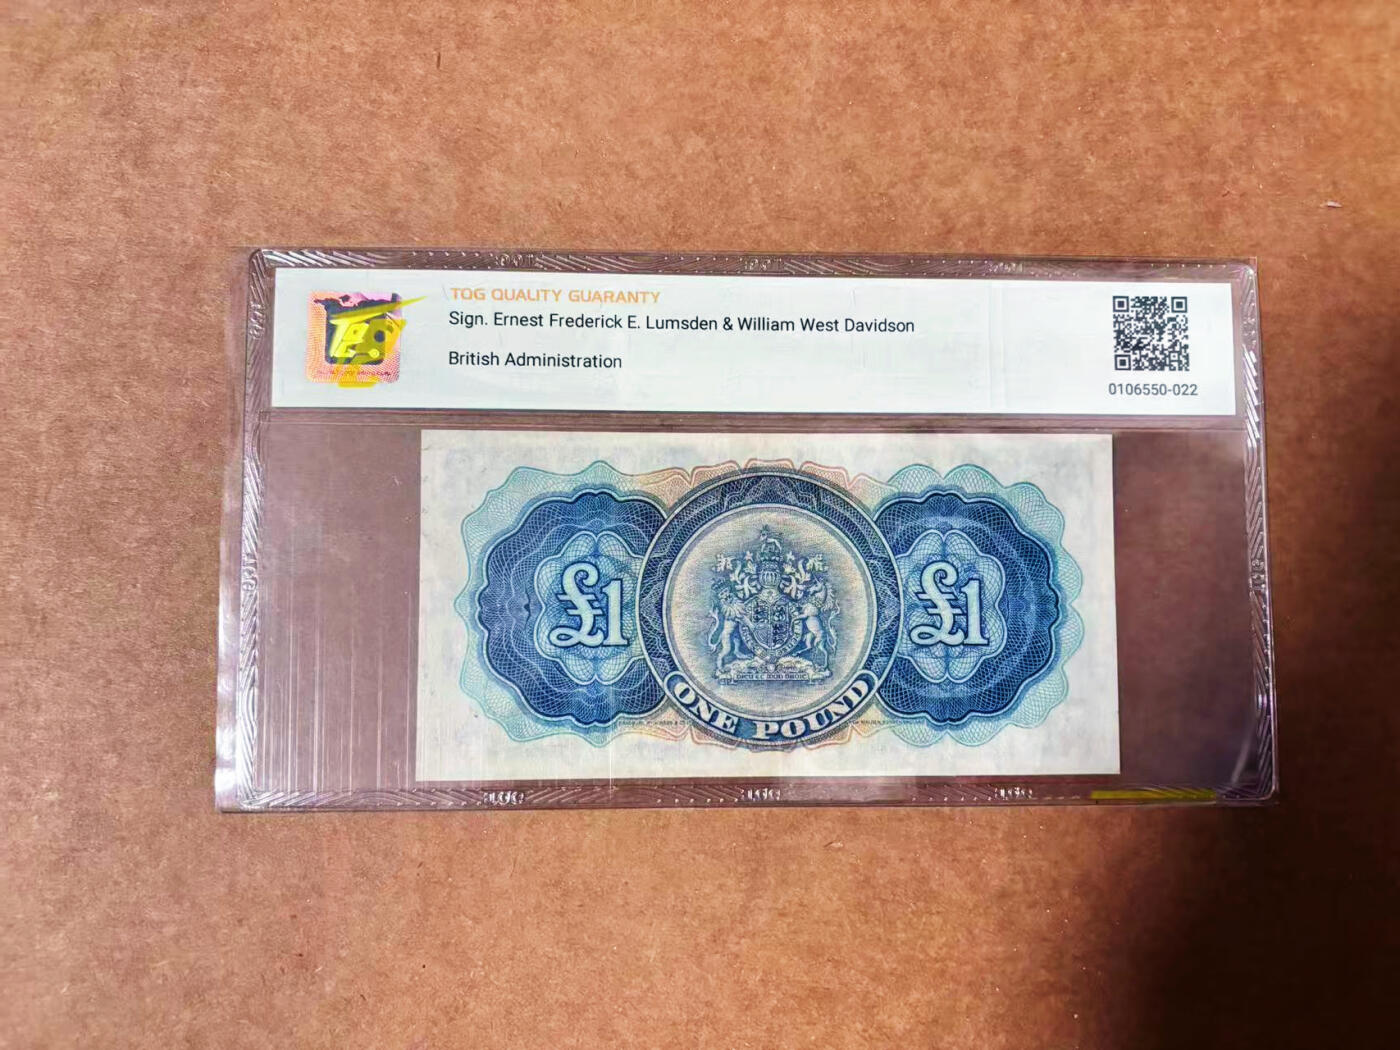 TQG QUALITY GUARANTY
Sign. Ernest Frederick E. Lumsden & William West Davidson
British Administration
0106550-022
£1
£1
ONE POUND